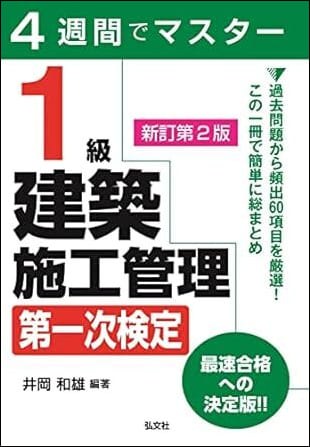 4週間でマスター
過去問題から頻出60項目を厳選!
この一冊で簡単に総まとめ
新訂第2版
1級
建築
施工管理
第一次検定
最速合格
への
決定版!!
井岡 和雄 編著
弘文社